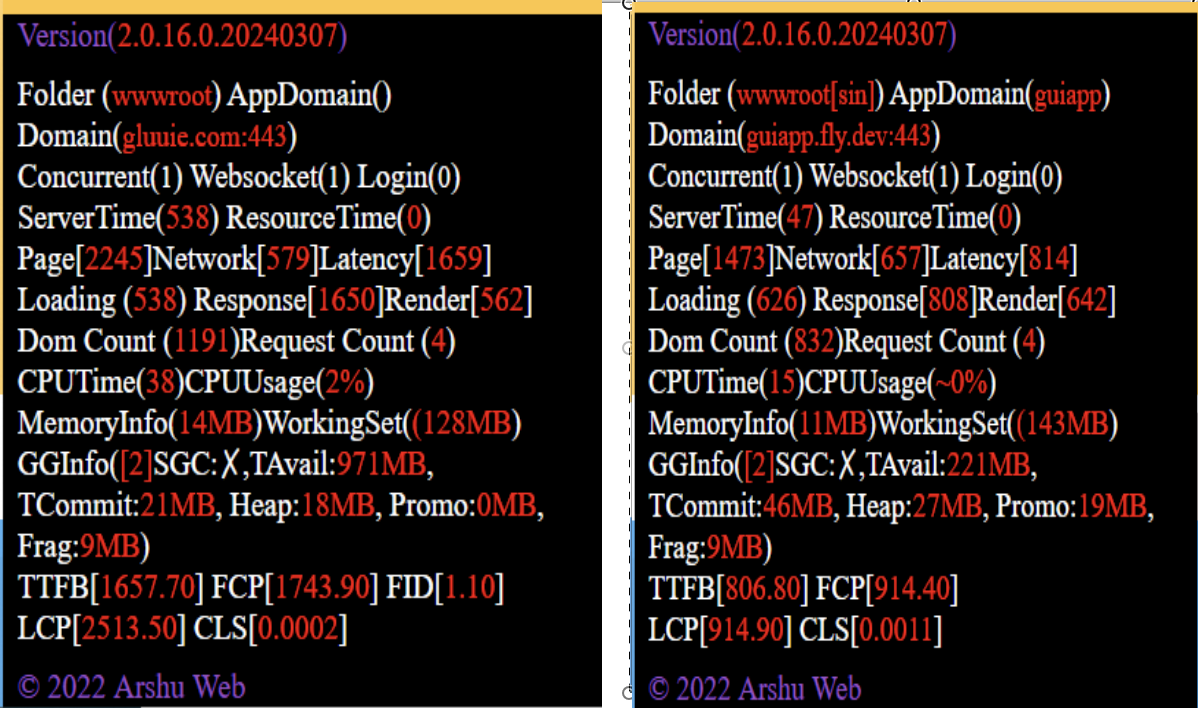 Version(2.0.16.0.20240307)
Folder (wwwroot) AppDomain()
Domain(gluuie.com:443)
Concurrent(1) Websocket(1) Login(0)
ServerTime(538) ResourceTime(0)
Page[2245]Network[579]Latency[1659]
Loading (538) Response[1650]Render[562]
Dom Count (1191)Request Count (4)
CPUTime(38)CPUUsage(2%)
MemoryInfo(14MB)WorkingSet((128MB)
GGInfo([2]SGC:✗,TAvail:971MB,
TCommit:21MB, Heap:18MB, Promo:0MB,
Frag:9MB)
TTFB[1657.70] FCP[1743.90] FID[1.10]
LCP[2513.50] CLS[0.0002]
© 2022 Arshu Web
Version(2.0.16.0.20240307)
Folder (wwwroot[sin]) AppDomain(guiapp)
Domain(guiapp.fly.dev:443)
Concurrent(1) Websocket(1) Login(0)
ServerTime(47) ResourceTime(0)
Page[1473]Network[657]Latency[814]
Loading (626) Response[808]Render[642]
Dom Count (832)Request Count (4)
CPUTime(15)CPUUsage(~0%)
MemoryInfo(11MB)WorkingSet((143MB)
GGInfo([2]SGC:✗,TAvail:221MB,
TCommit:46MB, Heap:27MB, Promo:19MB,
Frag:9MB)
TTFB[806.80] FCP[914.40]
LCP[914.90] CLS[0.0011]
© 2022 Arshu Web